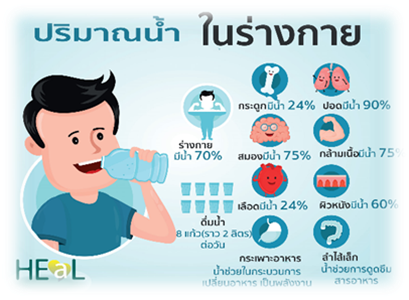 ปริมาณน้ำ ในร่างกาย
ร่างกาย
มีน้ำ 70%
กระดูกมีน้ำ 24%
ปอดมีน้ำ 90%
สมองมีน้ำ 75%
กล้ามเนื้อมีน้ำ 75%
เลือดมีน้ำ 24%
ผิวหนังมีน้ำ 60%
ดื่มน้ำ
8 แก้ว(ราว 2 ลิตร)
ต่อวัน
กระเพาะอาหาร
น้ำช่วยในกระบวนการ
เปลี่ยนอาหาร เป็นพลังงาน
ลำไส้เล็ก
น้ำช่วยการดูดซึม
สารอาหาร
HEaL